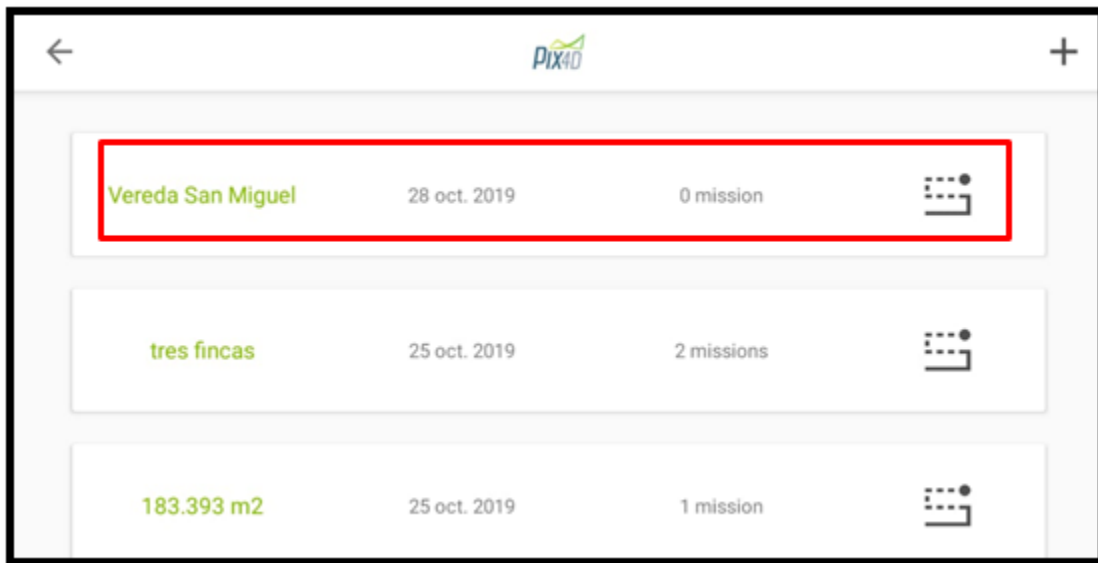 PIX4D
Vereda San Miguel 28 oct. 2019 0 mission
tres fincas 25 oct. 2019 2 missions
183.393 m2 25 oct. 2019 1 mission